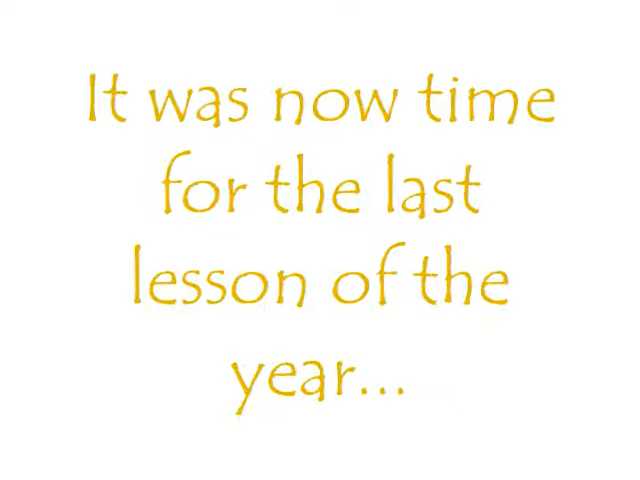 It was now time
for the last
lesson of the
year...